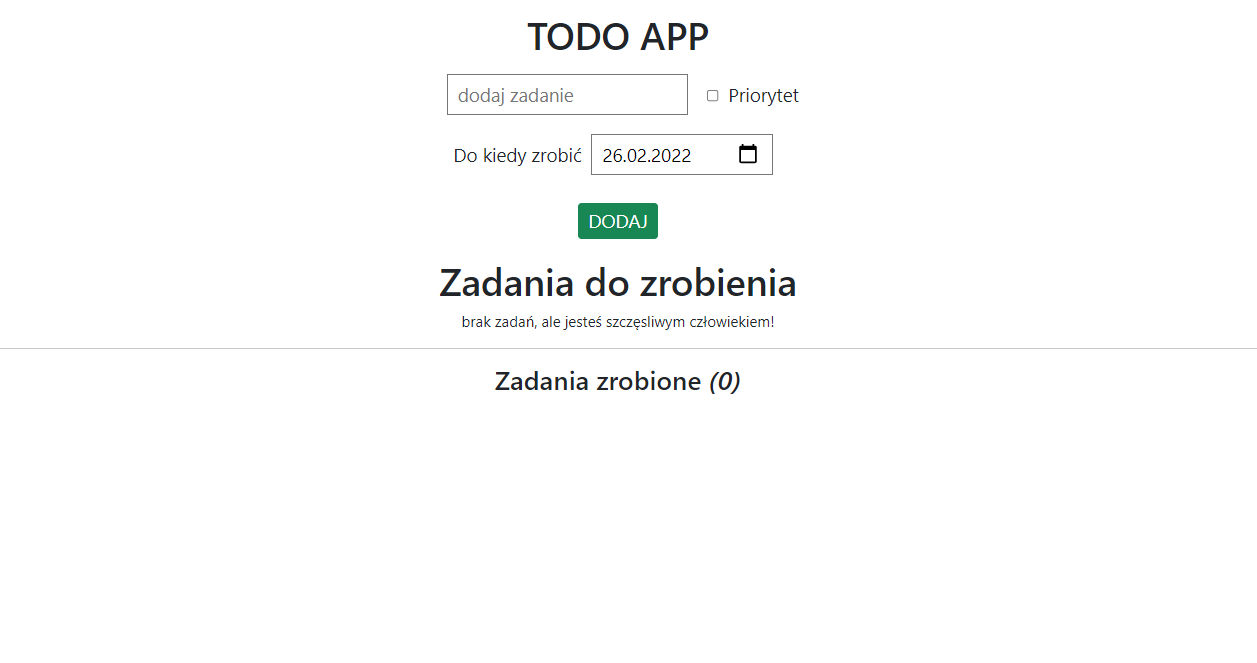 TODO APP
dodaj zadanie Priorytet
Do kiedy zrobić 26.02.2022
DODAJ
Zadania do zrobienia
brak zadań, ale jesteś szczęsliwym człowiekiem!
Zadania zrobione (0)